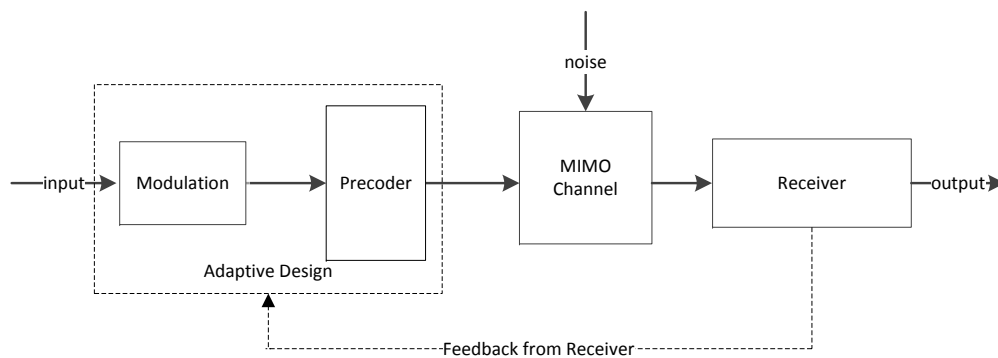 noise
input
Modulation
Precoder
MIMO
Channel
Receiver
output
Adaptive Design
Feedback from Receiver